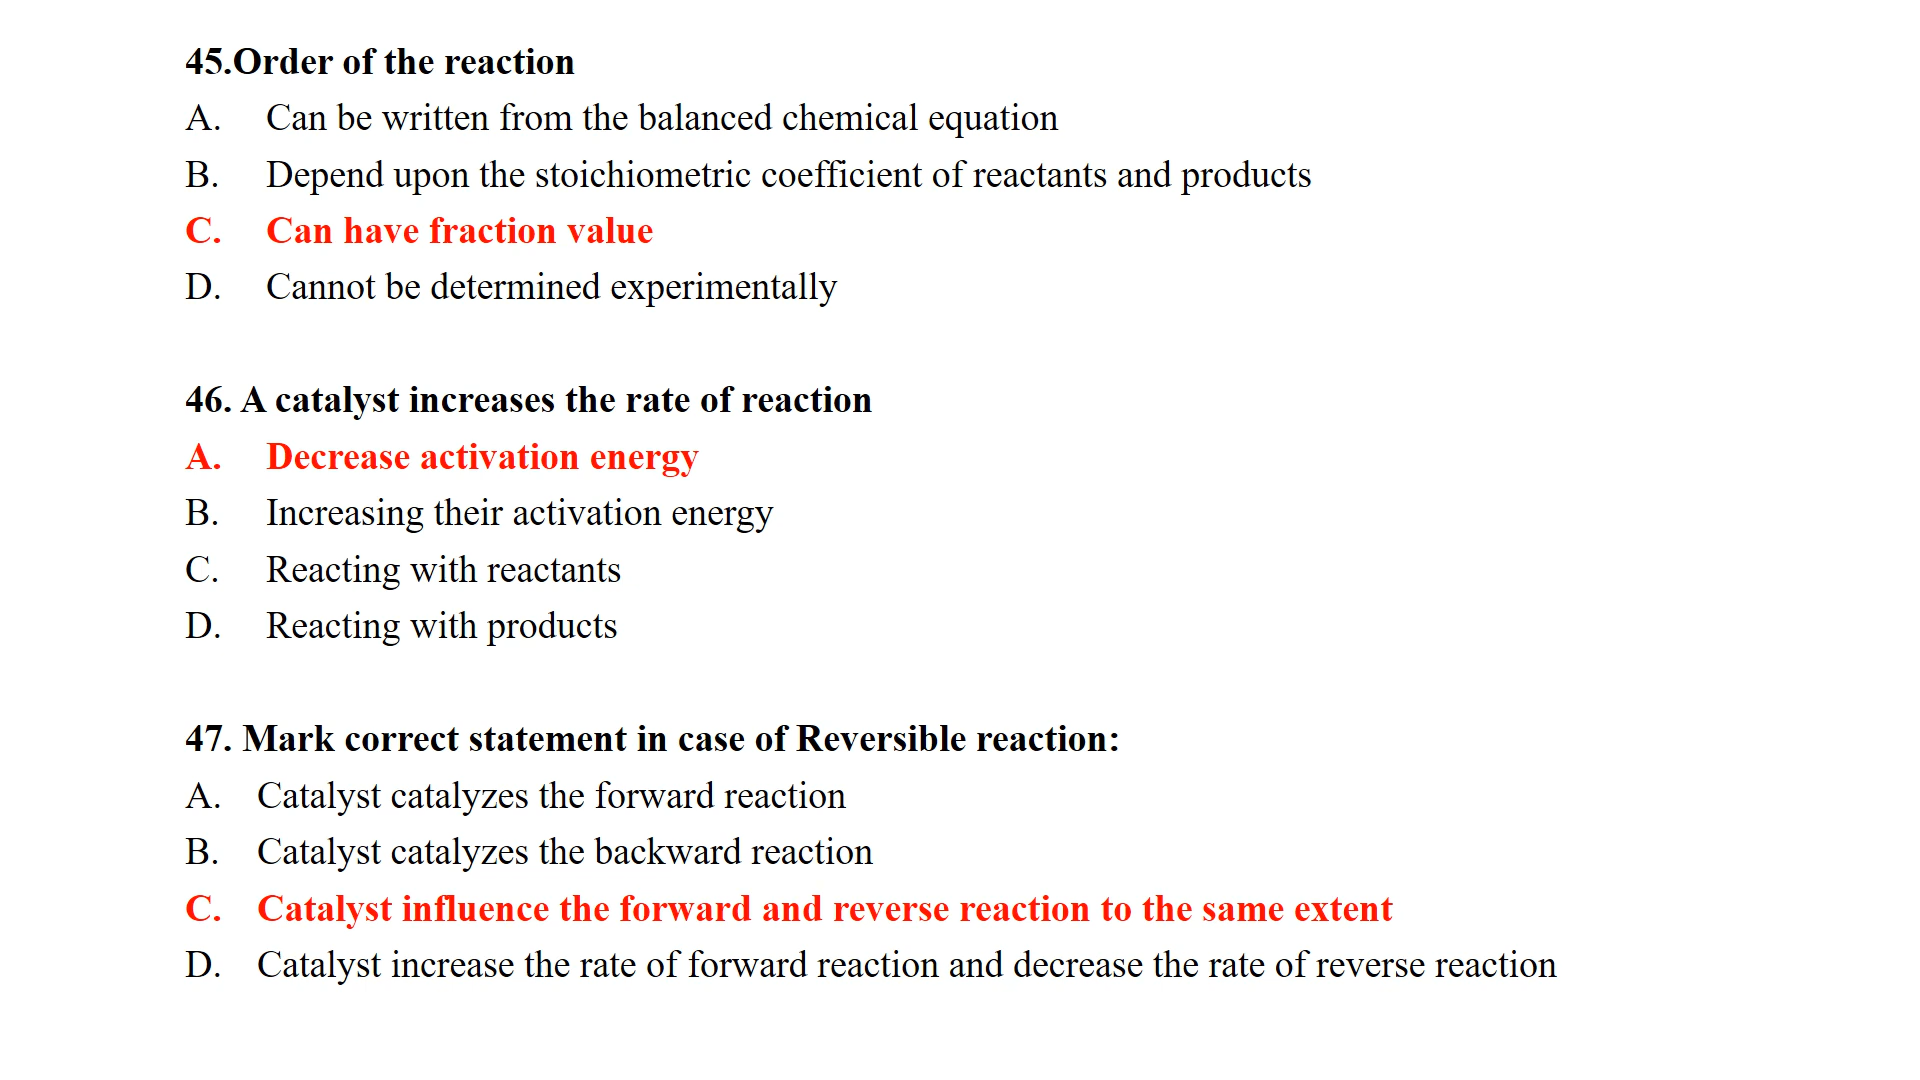 45.Order of the reaction
A. Can be written from the balanced chemical equation
B. Depend upon the stoichiometric coefficient of reactants and products
C. Can have fraction value
D. Cannot be determined experimentally
46. A catalyst increases the rate of reaction
A. Decrease activation energy
B. Increasing their activation energy
C. Reacting with reactants
D. Reacting with products
47. Mark correct statement in case of Reversible reaction:
A. Catalyst catalyzes the forward reaction
B. Catalyst catalyzes the backward reaction
C. Catalyst influence the forward and reverse reaction to the same extent
D. Catalyst increase the rate of forward reaction and decrease the rate of reverse reaction